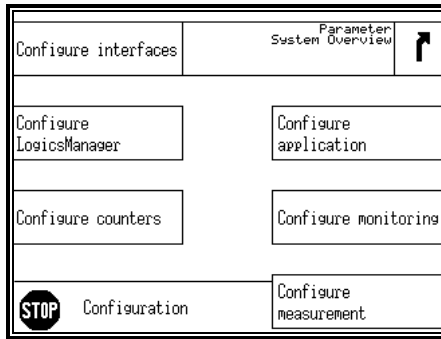 Parameter
System Overview
Configure interfaces
Configure
LogicsManager
Configure
application
Configure counters
Configure monitoring
STOP
Configuration
Configure
measurement